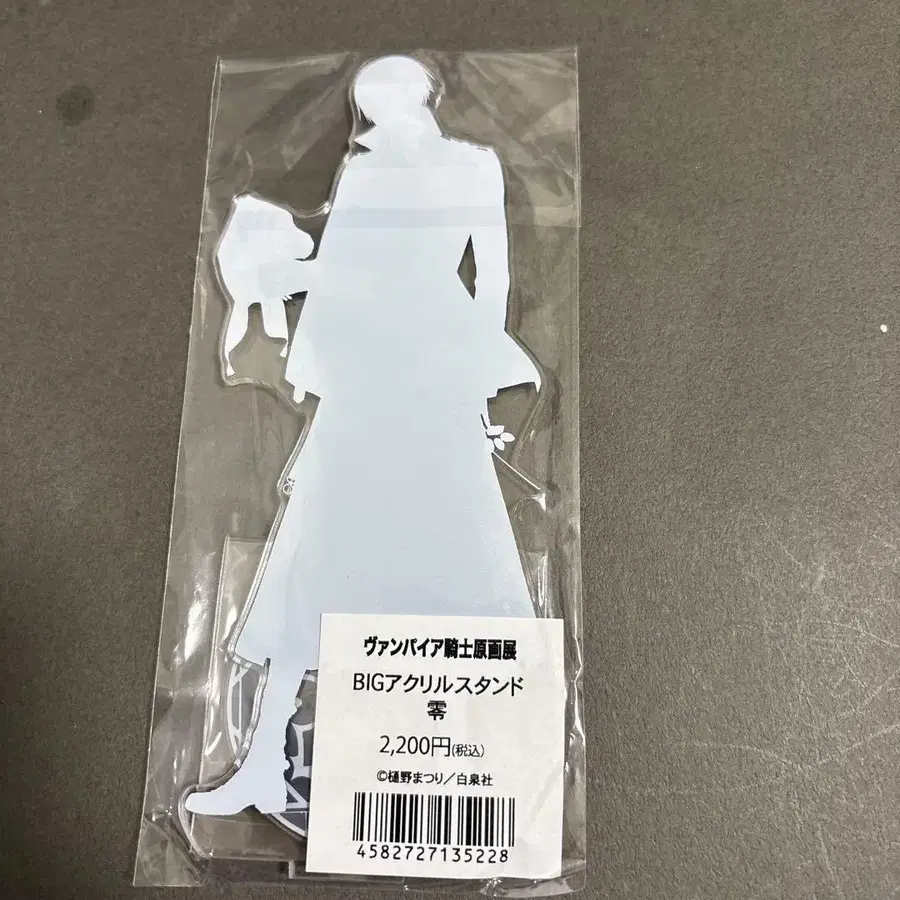 ヴァンパイア騎士原画展
BIGアクリルスタンド
零
2,200円(税込)
©樋野まつり/白泉社
4582727135228